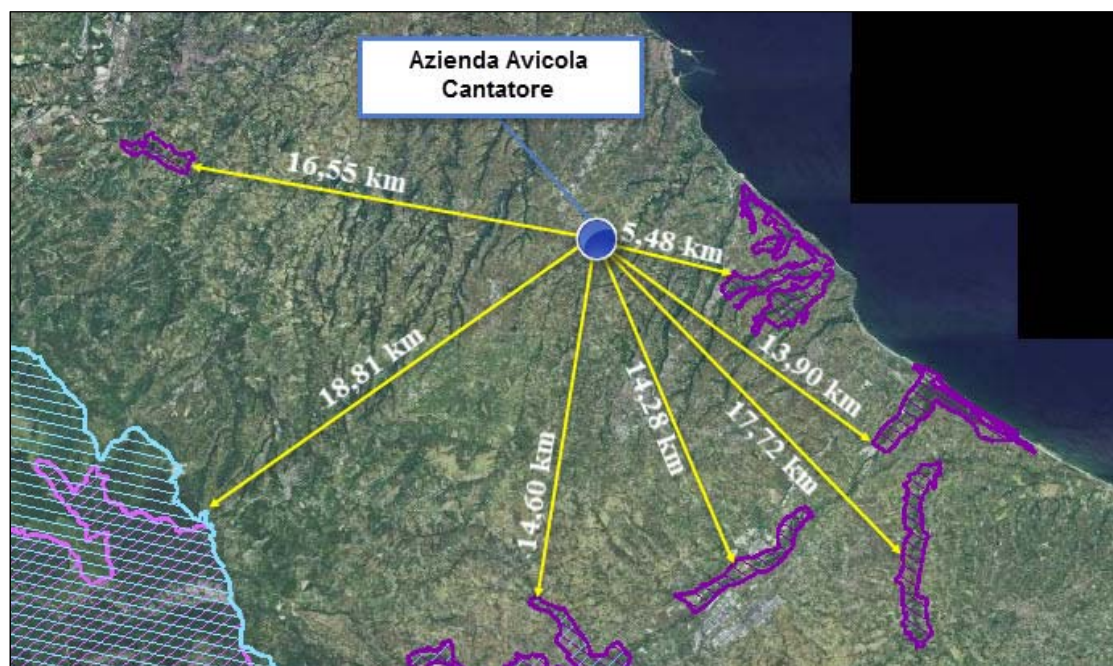 Azienda Avicola
Cantatore
16,55 km
5,48 km
18,81 km
13,90 km
14,28 km
17,72 km
14,60 km